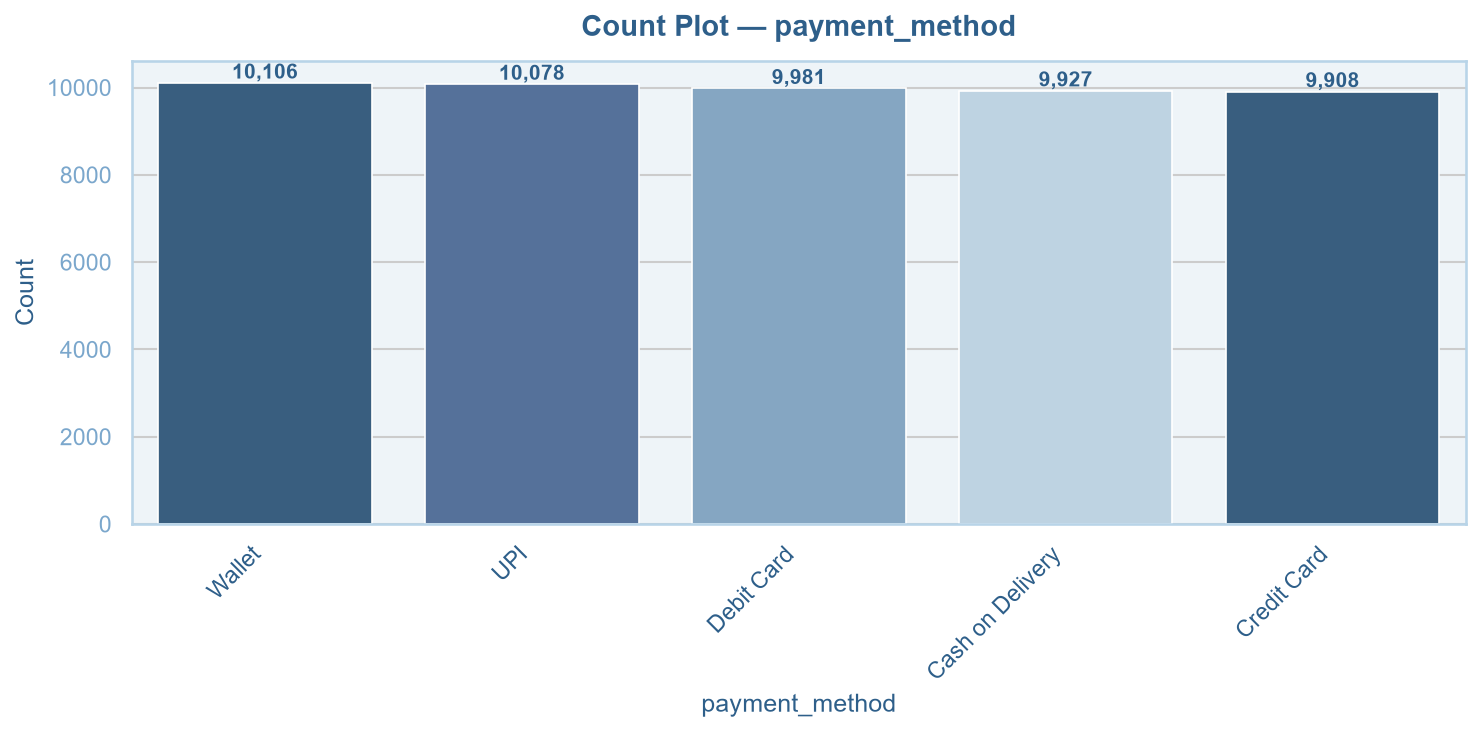 Count Plot — payment_method
10,106
10,078
9,981
9,927
9,908
10000
8000
6000
4000
2000
0
Count
Wallet
UPI
Debit Card
Cash on Delivery
Credit Card
payment_method